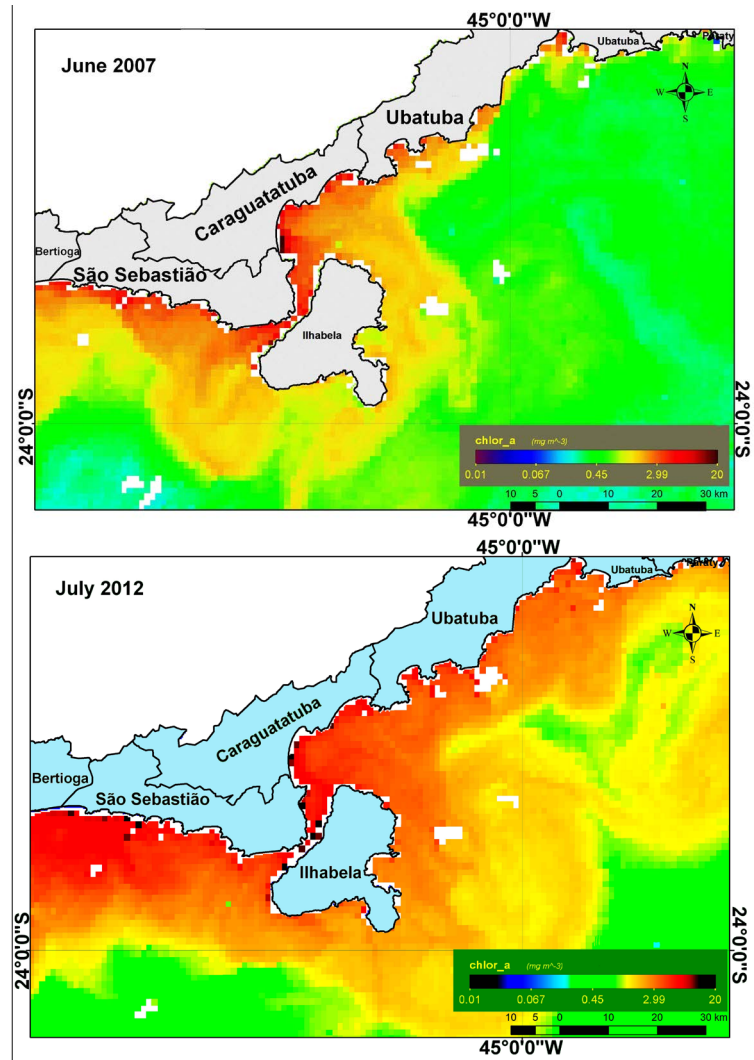 45°0'0"W
June 2007
Ubatuba
Paraty
N
W E
S
Ubatuba
Caraguatatuba
Bertioga
São Sebastião
Ilhabela
24°0'0"S
24°0'0"S
chlor_a (mg m^-3)
0.01 0.067 0.45 2.99 20
10 5 0 10 20 30 km
45°0'0"W
45°0'0"W
July 2012
Ubatuba
Paraty
N
W E
S
Ubatuba
Caraguatatuba
Bertioga
São Sebastião
Ilhabela
24°0'0"S
24°0'0"S
chlor_a (mg m^-3)
0.01 0.067 0.45 2.99 20
10 5 0 10 20 30 km
45°0'0"W